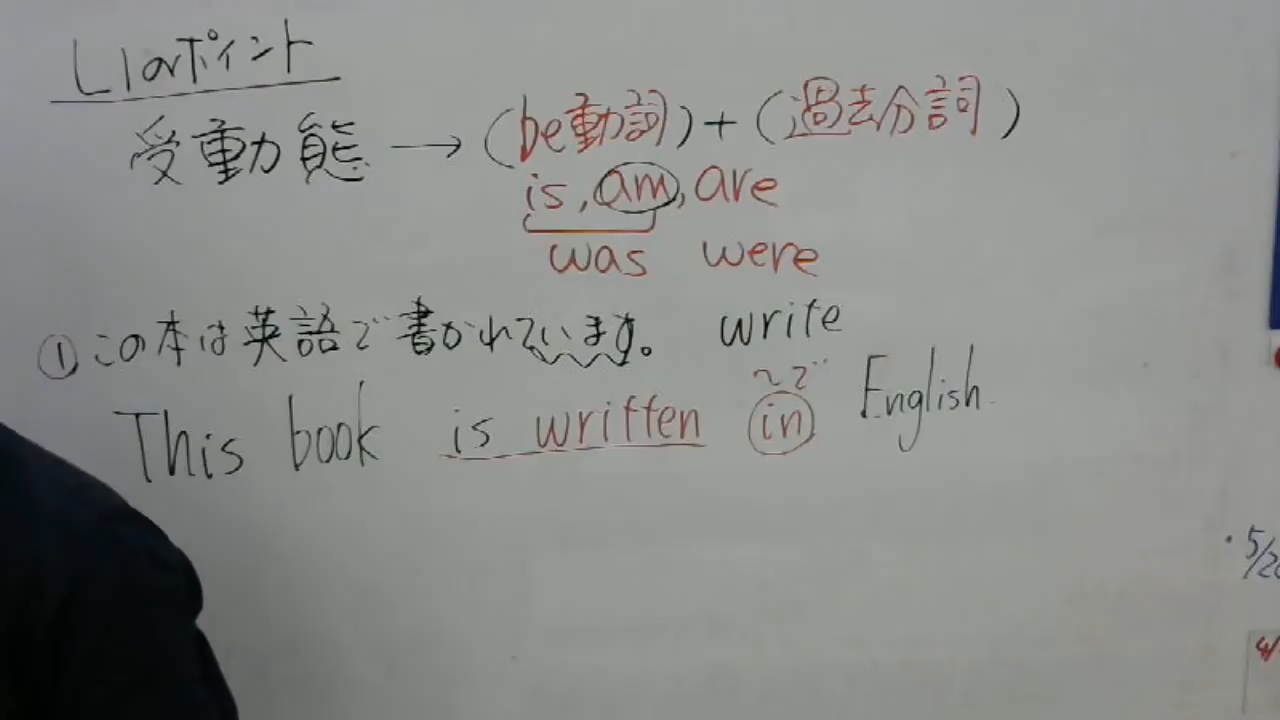 L1のポイント
受動態→(be動詞)+(過去分詞)
is, am, are
was were
①この本は英語で書かれています。 write
~で
This book is written in English.
・5/2
4/